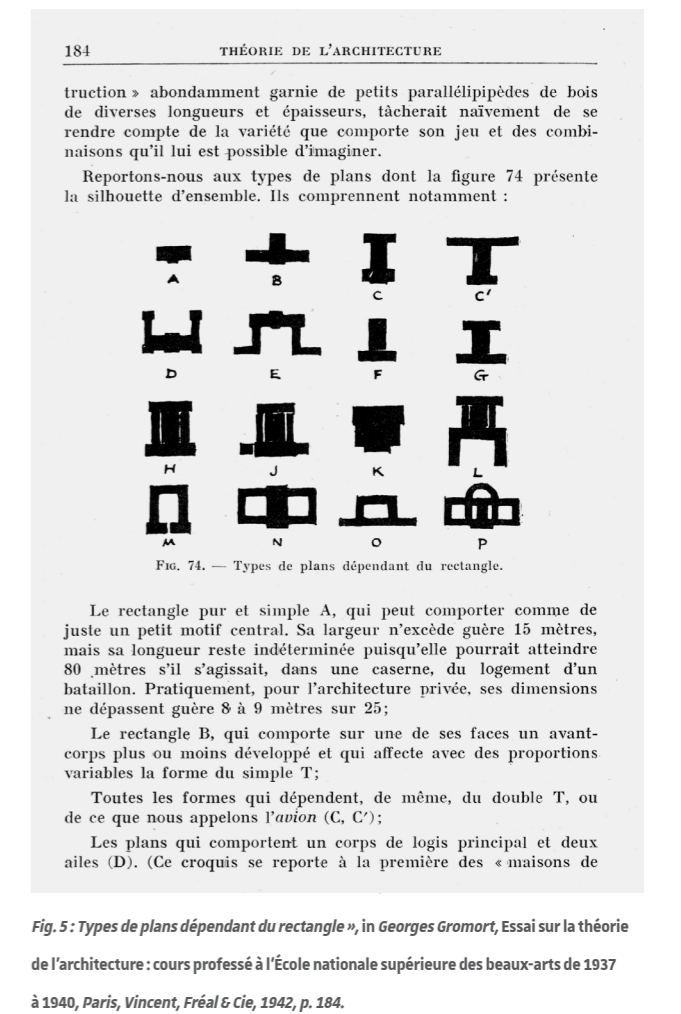 184 THÉORIE DE L'ARCHITECTURE
truction » abondamment garnie de petits parallélipipèdes de bois
de diverses longueurs et épaisseurs, tâcherait naïvement de se
rendre compte de la variété que comporte son jeu et des combi-
naisons qu'il lui est possible d'imaginer.
Reportons-nous aux types de plans dont la figure 74 présente
la silhouette d'ensemble. Ils comprennent notamment :
A B C C'
D E F G
H J K L
M N O P
FIG. 74. — Types de plans dépendant du rectangle.
Le rectangle pur et simple A, qui peut comporter comme de
juste un petit motif central. Sa largeur n'excède guère 15 mètres,
mais sa longueur reste indéterminée puisqu'elle pourrait atteindre
80 mètres s'il s'agissait, dans une caserne, du logement d'un
bataillon. Pratiquement, pour l'architecture privée, ses dimensions
ne dépassent guère 8 à 9 mètres sur 25;
Le rectangle B, qui comporte sur une de ses faces un avant-
corps plus ou moins développé et qui affecte avec des proportions
variables la forme du simple T;
Toutes les formes qui dépendent, de même, du double T, ou
de ce que nous appelons l'avion (C, C');
Les plans qui comportent un corps de logis principal et deux
ailes (D). (Ce croquis se reporte à la première des « maisons de
Fig. 5 : Types de plans dépendant du rectangle », in Georges Gromort, Essai sur la théorie
de l'architecture : cours professé à l'École nationale supérieure des beaux-arts de 1937
à 1940, Paris, Vincent, Fréal & Cie, 1942, p. 184.